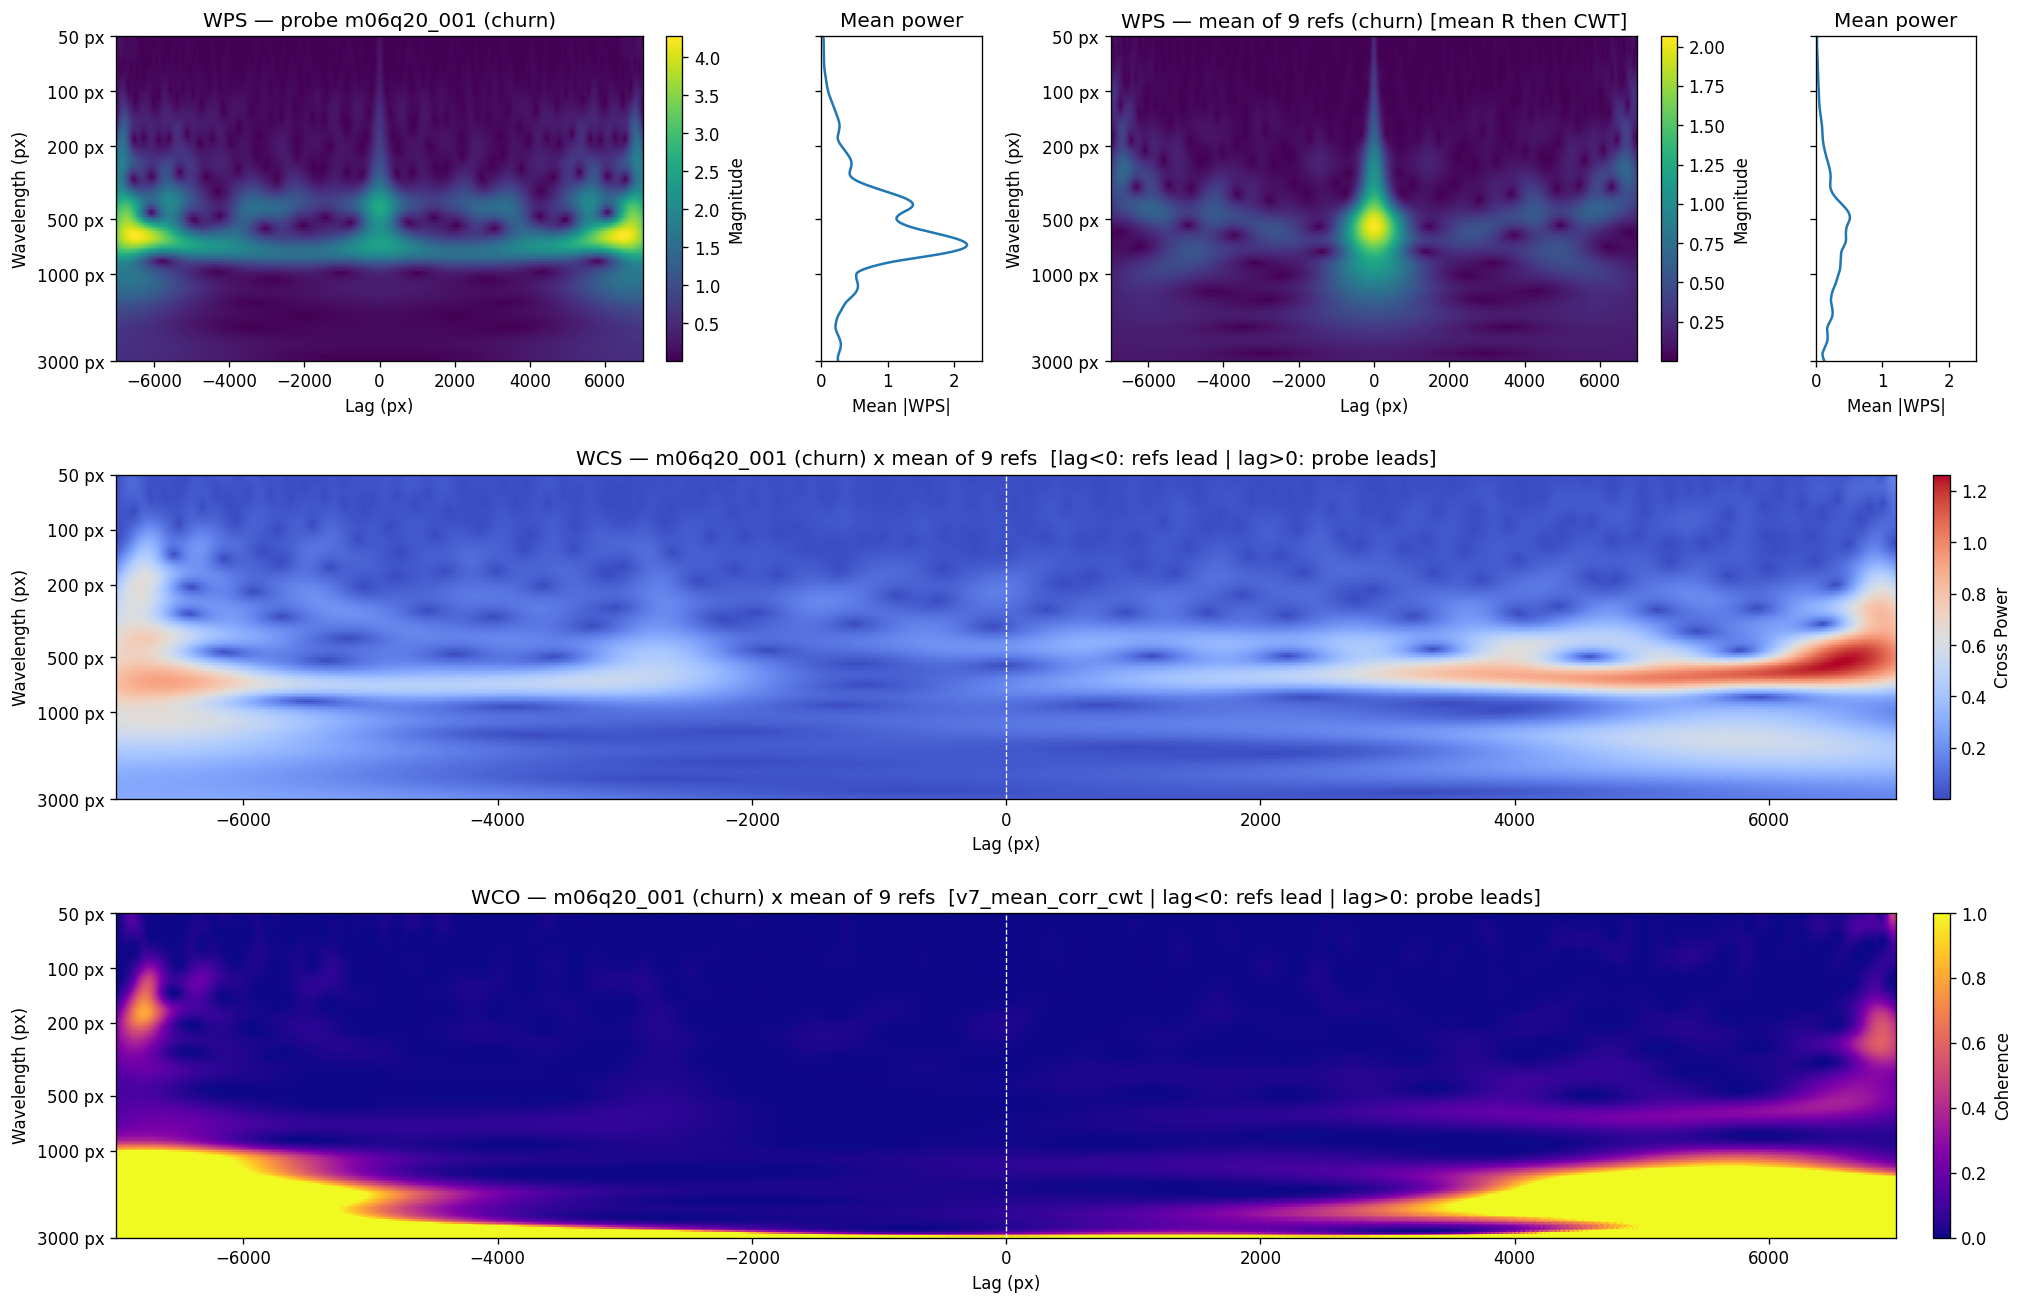 WPS — probe m06q20_001 (churn)
50 px
100 px
200 px
500 px
1000 px
3000 px
Wavelength (px)
−6000 −4000 −2000 0 2000 4000 6000
Lag (px)
4.0
3.5
3.0
2.5
2.0
1.5
1.0
0.5
Magnitude
Mean power
0 1 2
Mean |WPS|
WPS — mean of 9 refs (churn) [mean R then CWT]
50 px
100 px
200 px
500 px
1000 px
3000 px
Wavelength (px)
−6000 −4000 −2000 0 2000 4000 6000
Lag (px)
2.00
1.75
1.50
1.25
1.00
0.75
0.50
0.25
Magnitude
Mean power
0 1 2
Mean |WPS|
WCS — m06q20_001 (churn) x mean of 9 refs [lag<0: refs lead | lag>0: probe leads]
50 px
100 px
200 px
500 px
1000 px
3000 px
Wavelength (px)
−6000 −4000 −2000 0 2000 4000 6000
Lag (px)
1.2
1.0
0.8
0.6
0.4
0.2
Cross Power
WCO — m06q20_001 (churn) x mean of 9 refs [v7_mean_corr_cwt | lag<0: refs lead | lag>0: probe leads]
50 px
100 px
200 px
500 px
1000 px
3000 px
Wavelength (px)
−6000 −4000 −2000 0 2000 4000 6000
Lag (px)
1.0
0.8
0.6
0.4
0.2
0.0
Coherence